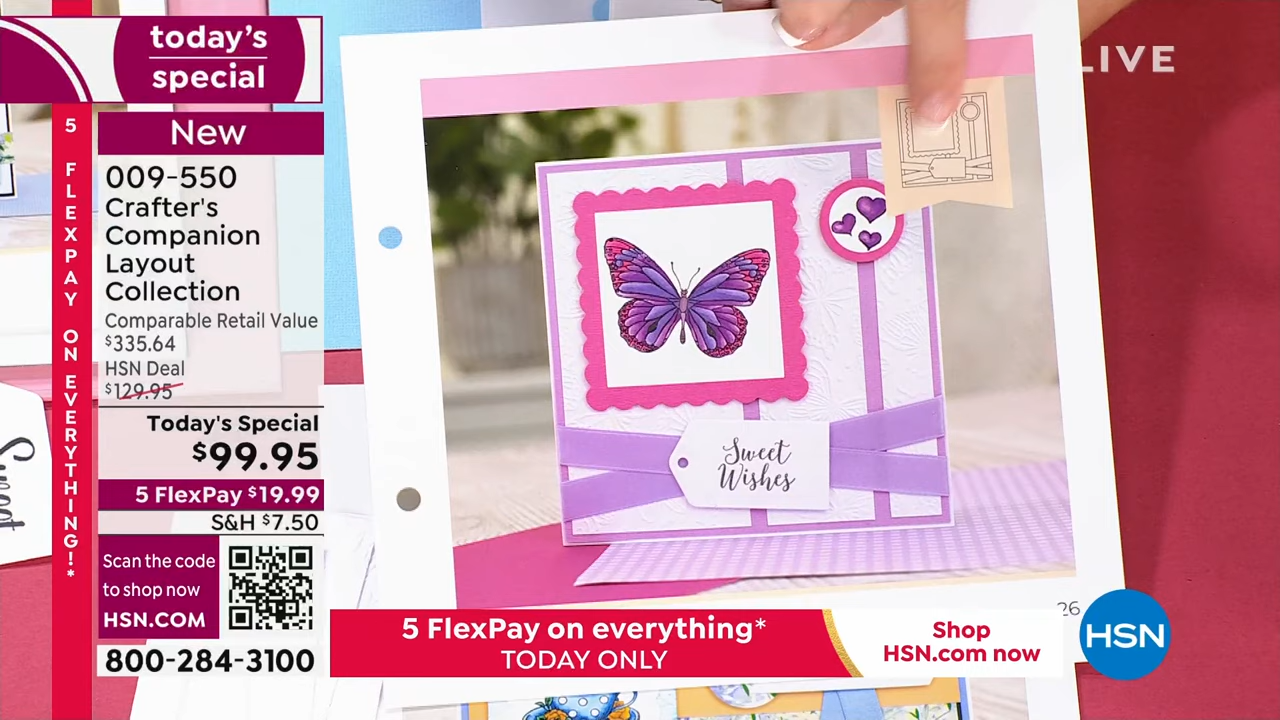 today's
special
5 FLEXPAY ON EVERYTHING!*
New
009-550
Crafter's
Companion
Layout
Collection
Comparable Retail Value
$335.64
HSN Deal
$129.95
Today's Special
$99.95
5 FlexPay $19.99
S&H $7.50
Scan the code
to shop now
HSN.COM
800-284-3100
LIVE
Sweet
Wishes
Sweet
26
5 FlexPay on everything*
TODAY ONLY
Shop
HSN.com now
HSN